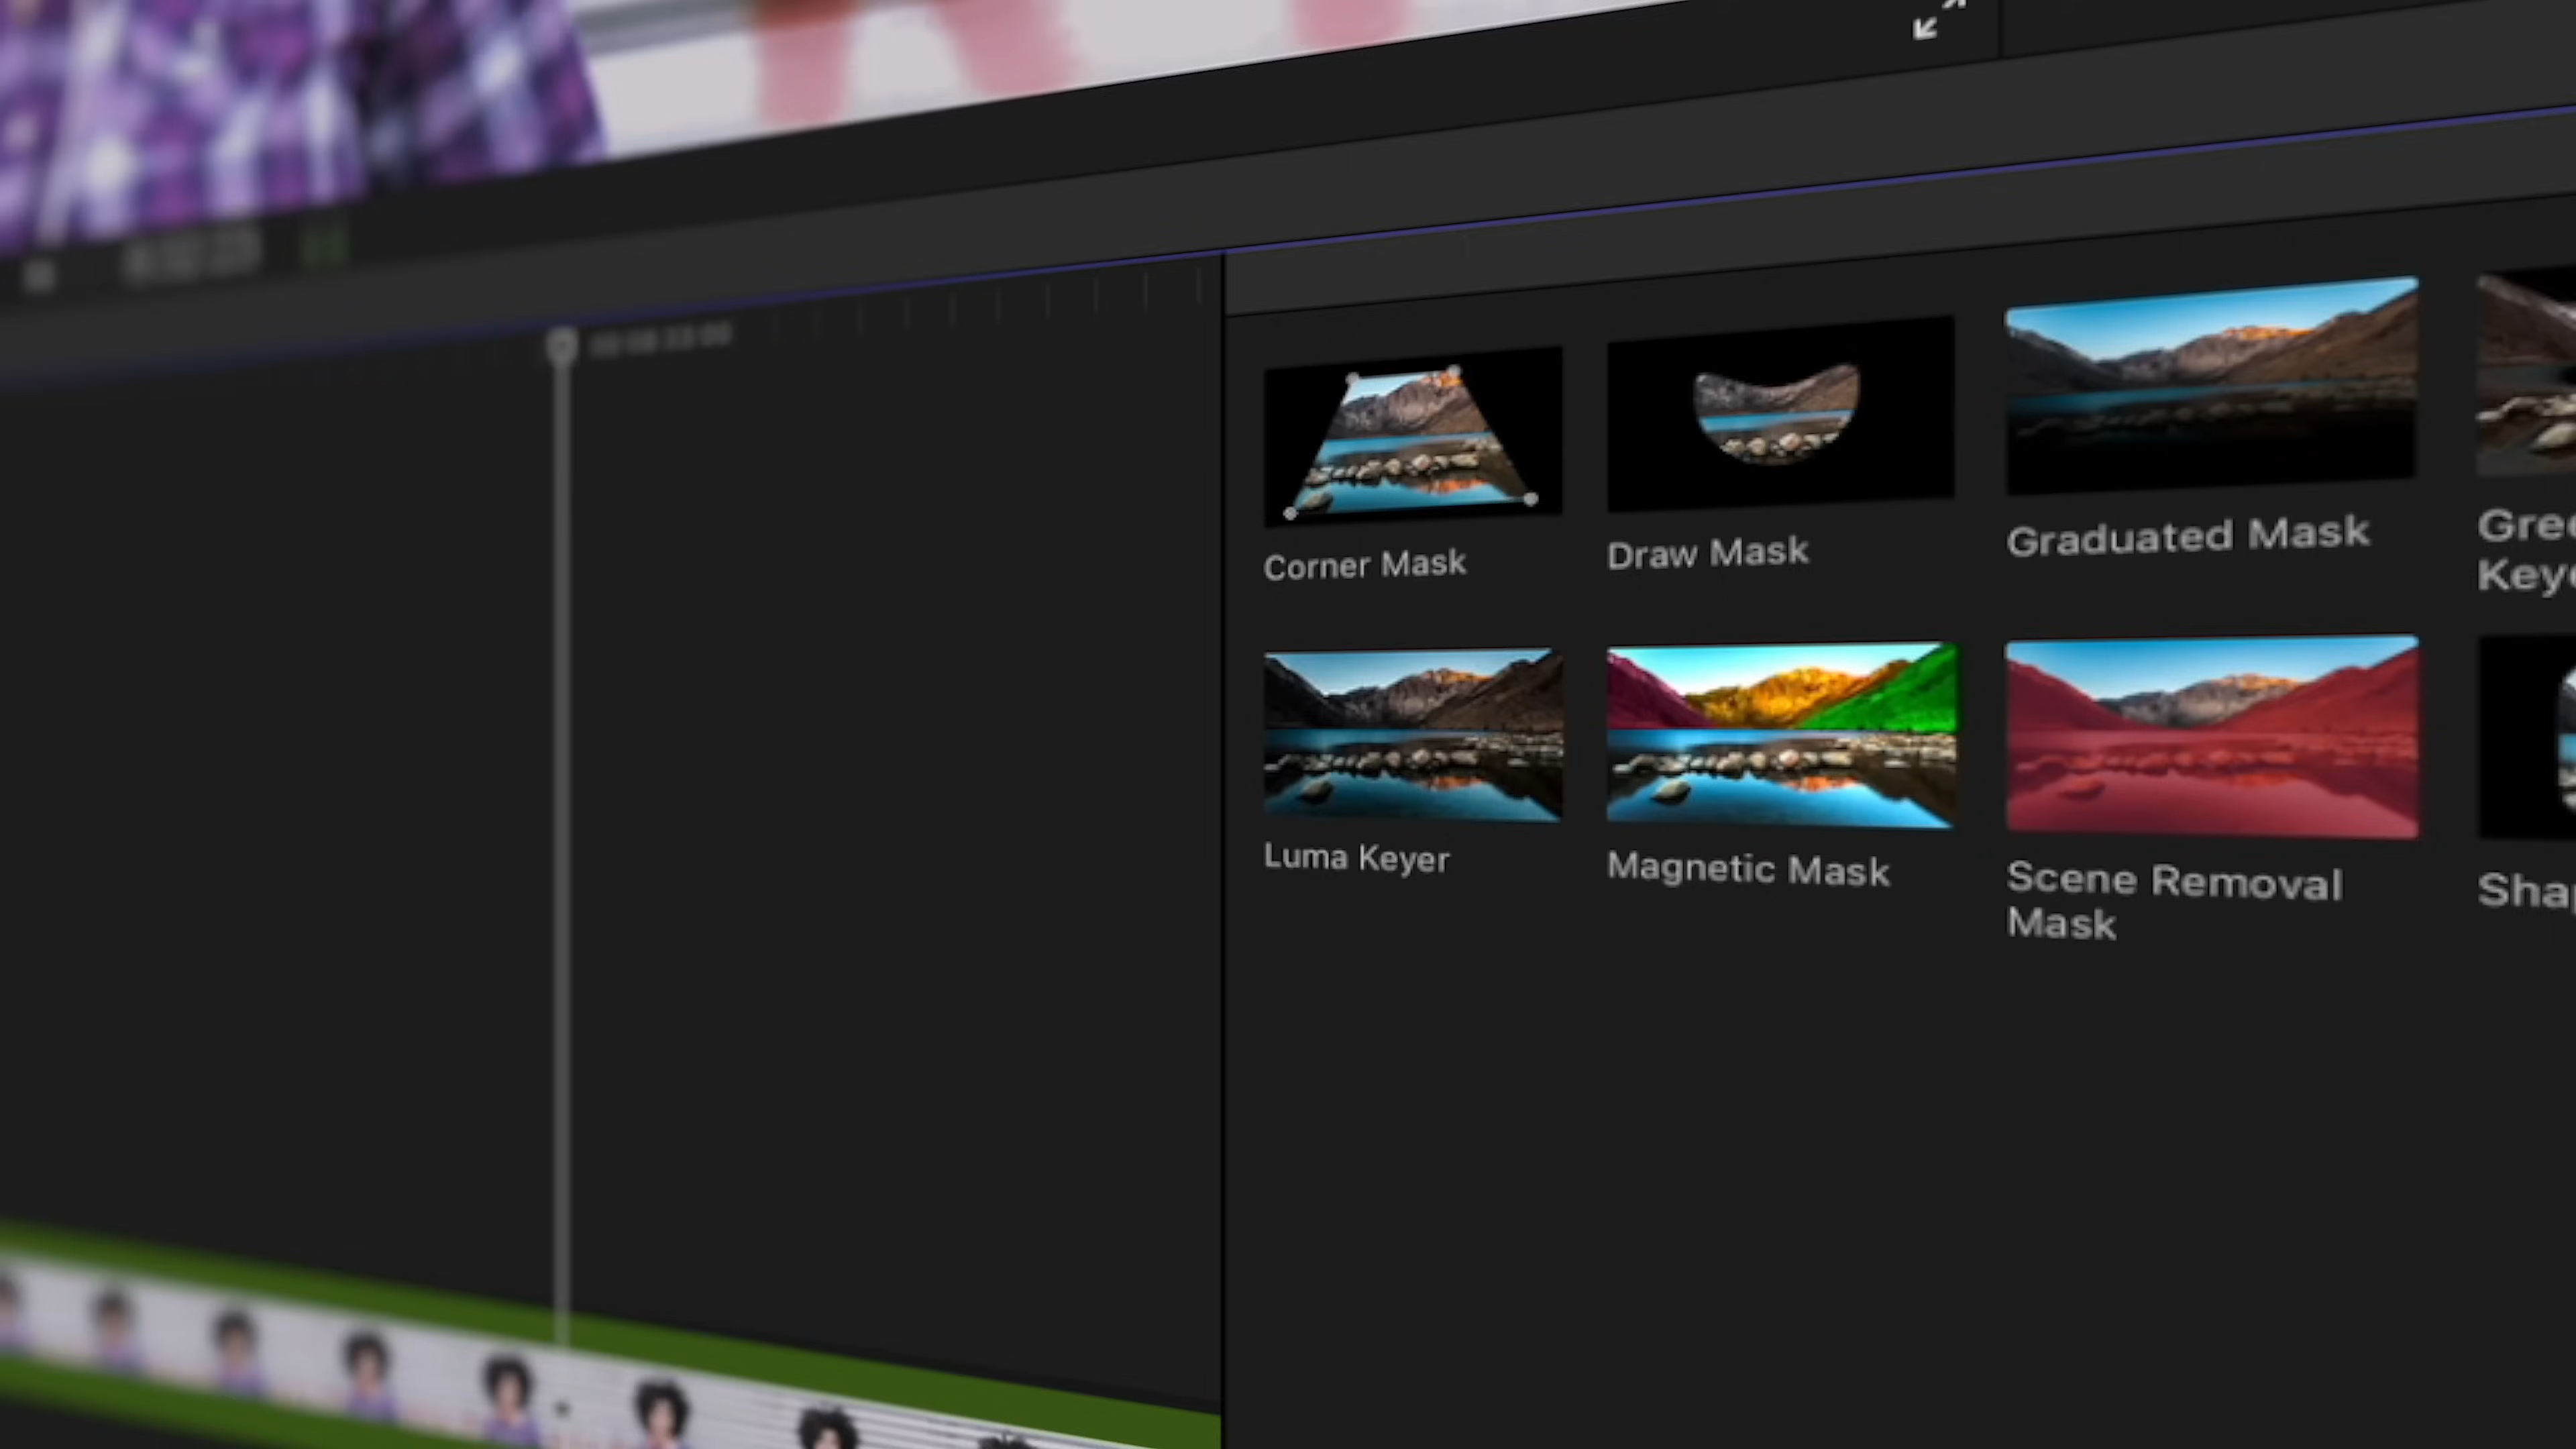 Corner Mask
Draw Mask
Graduated Mask
Luma Keyer
Magnetic Mask
Scene Removal
Mask